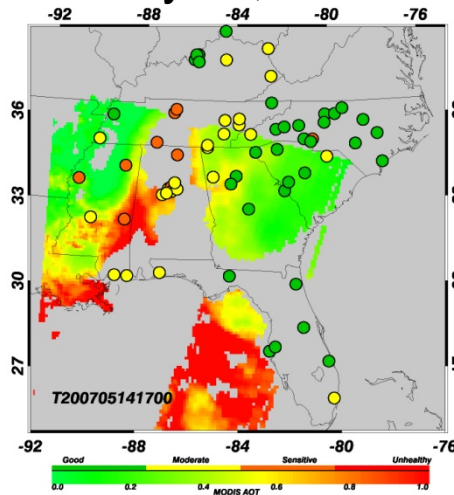 -88 -84 -80 -76
-92
36
33
30
27
T200705141700
-92 -88 -84 -80 -76
Good Moderate Sensitive Unhealthy
0.0 0.2 0.4 0.6 0.8 1.0
MODIS AOT